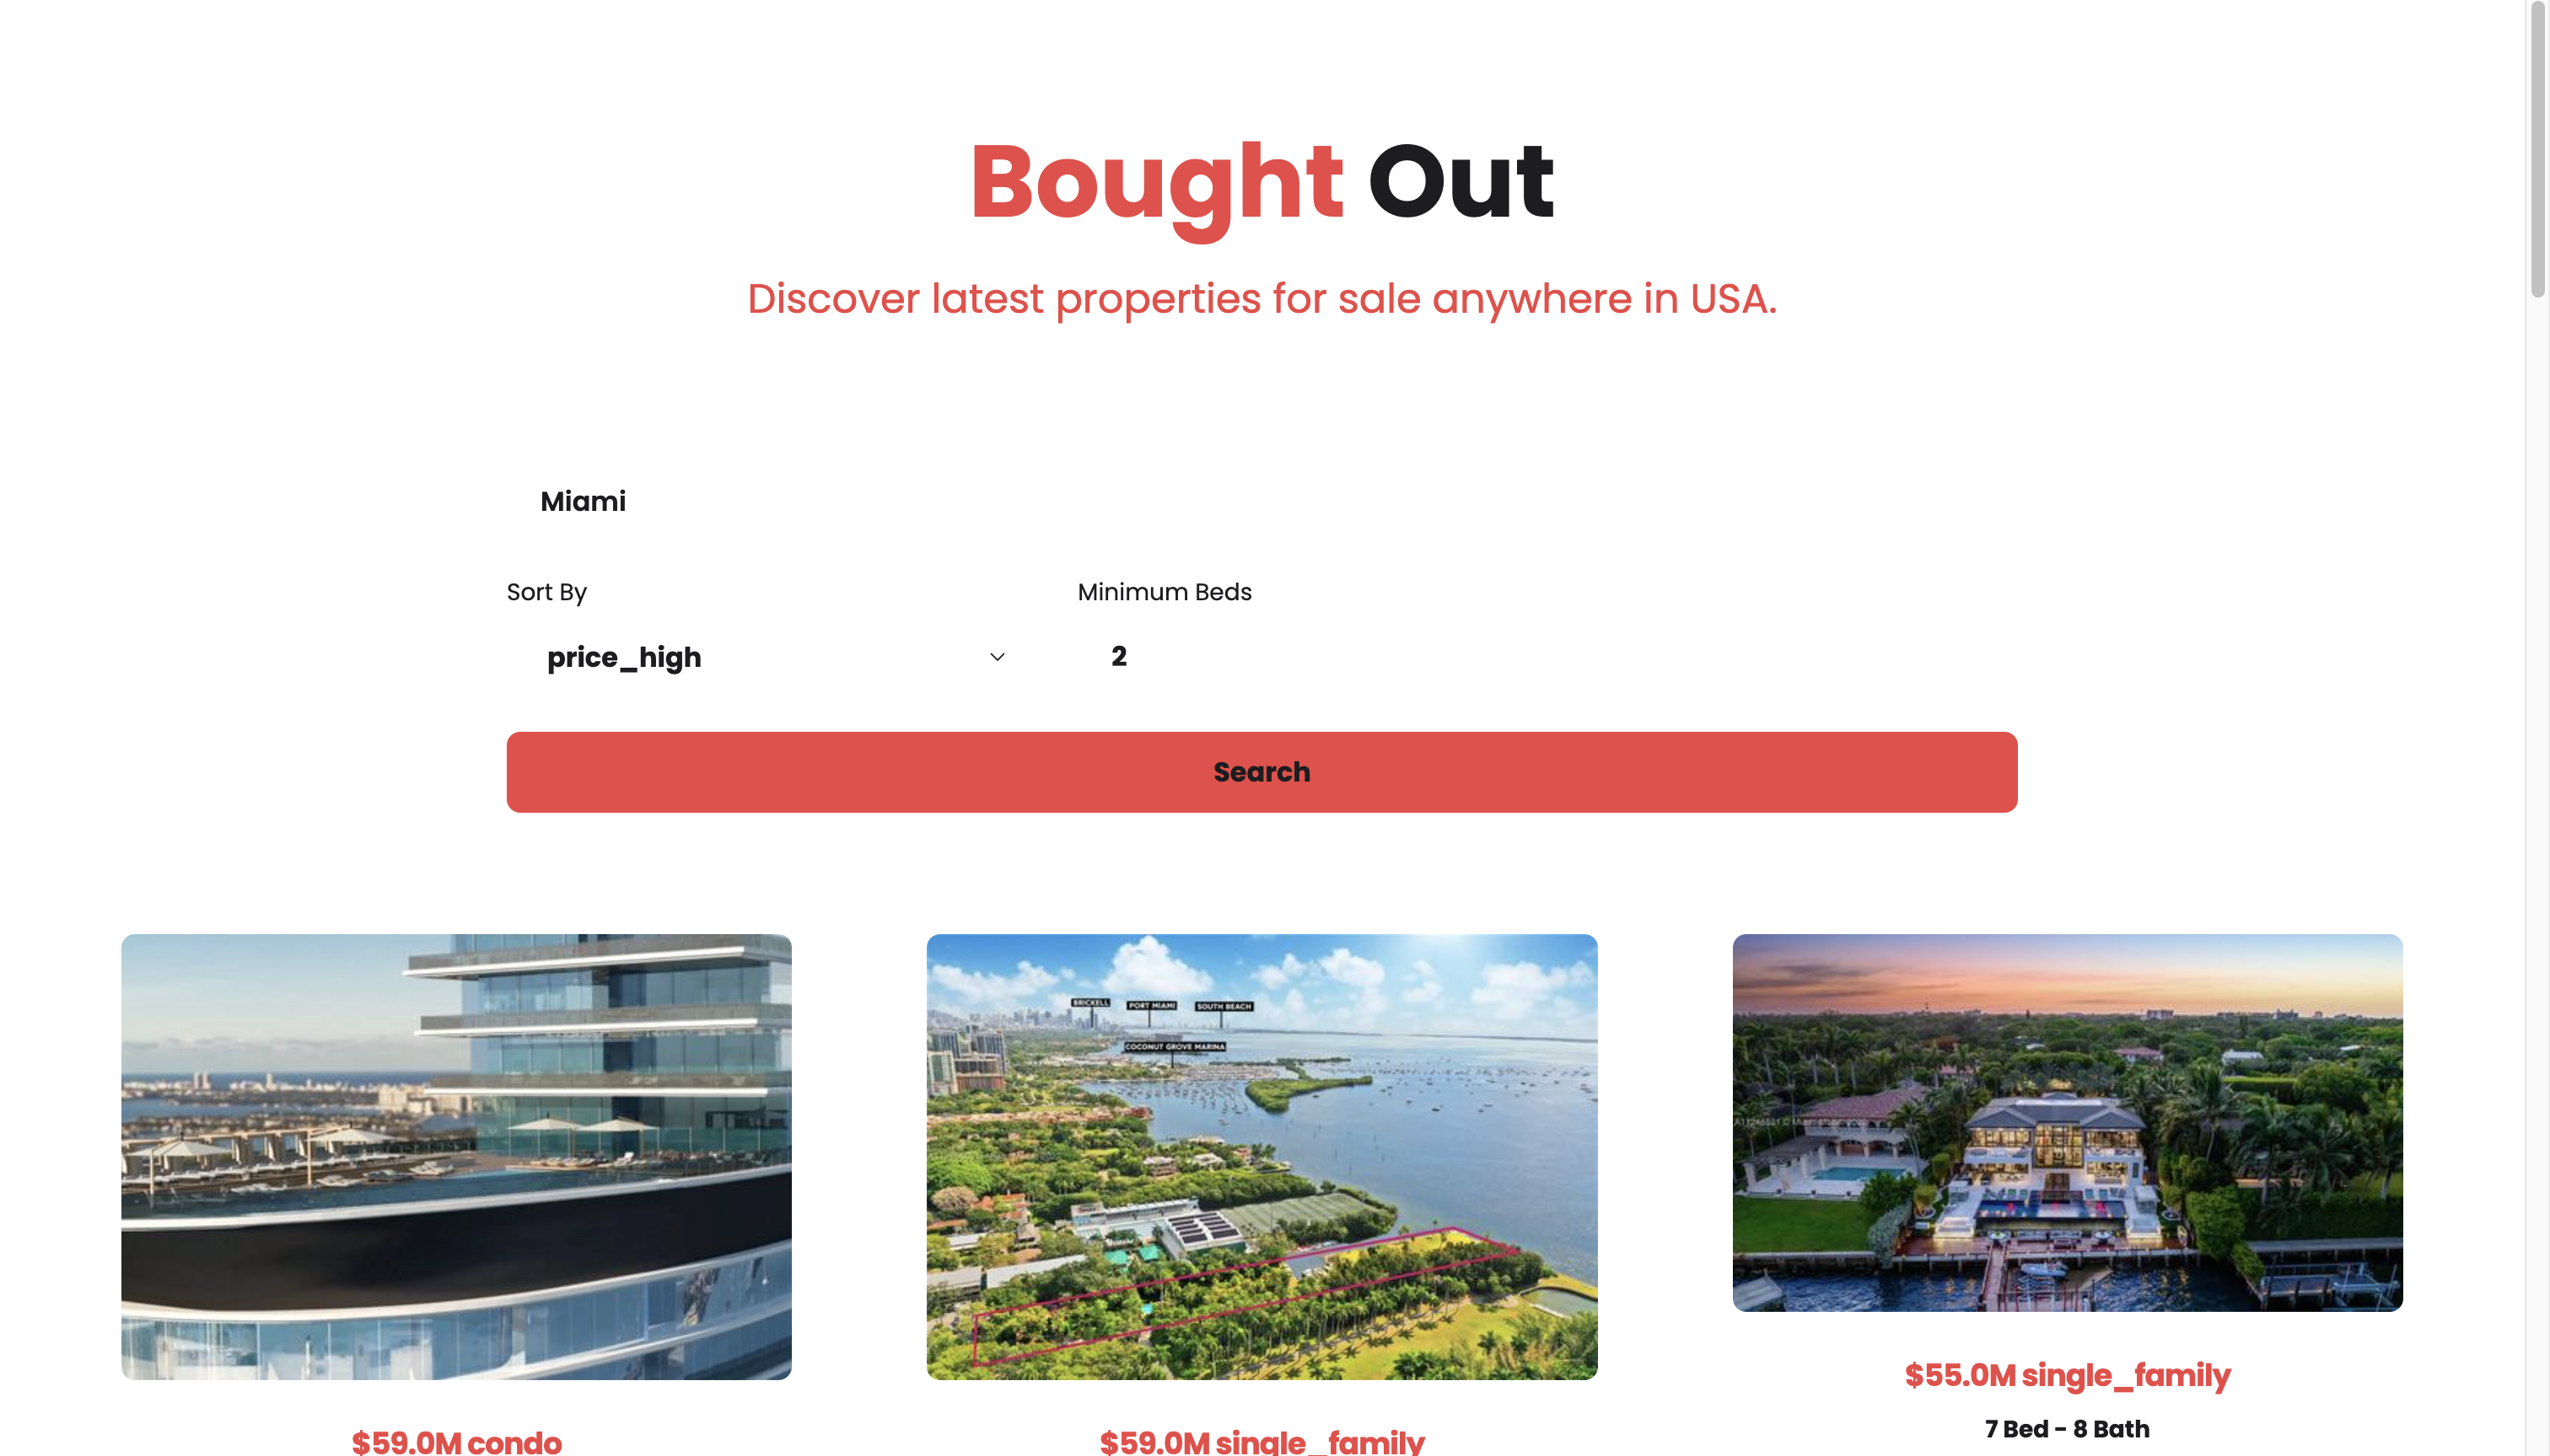 Bought Out
Discover latest properties for sale anywhere in USA.
Miami
Sort By
Minimum Beds
price_high
2
Search
BRICKELL
PORT MIAMI
SOUTH BEACH
COCONUT GROVE MARINA
$59.0M condo
$59.0M single_family
$55.0M single_family
7 Bed - 8 Bath